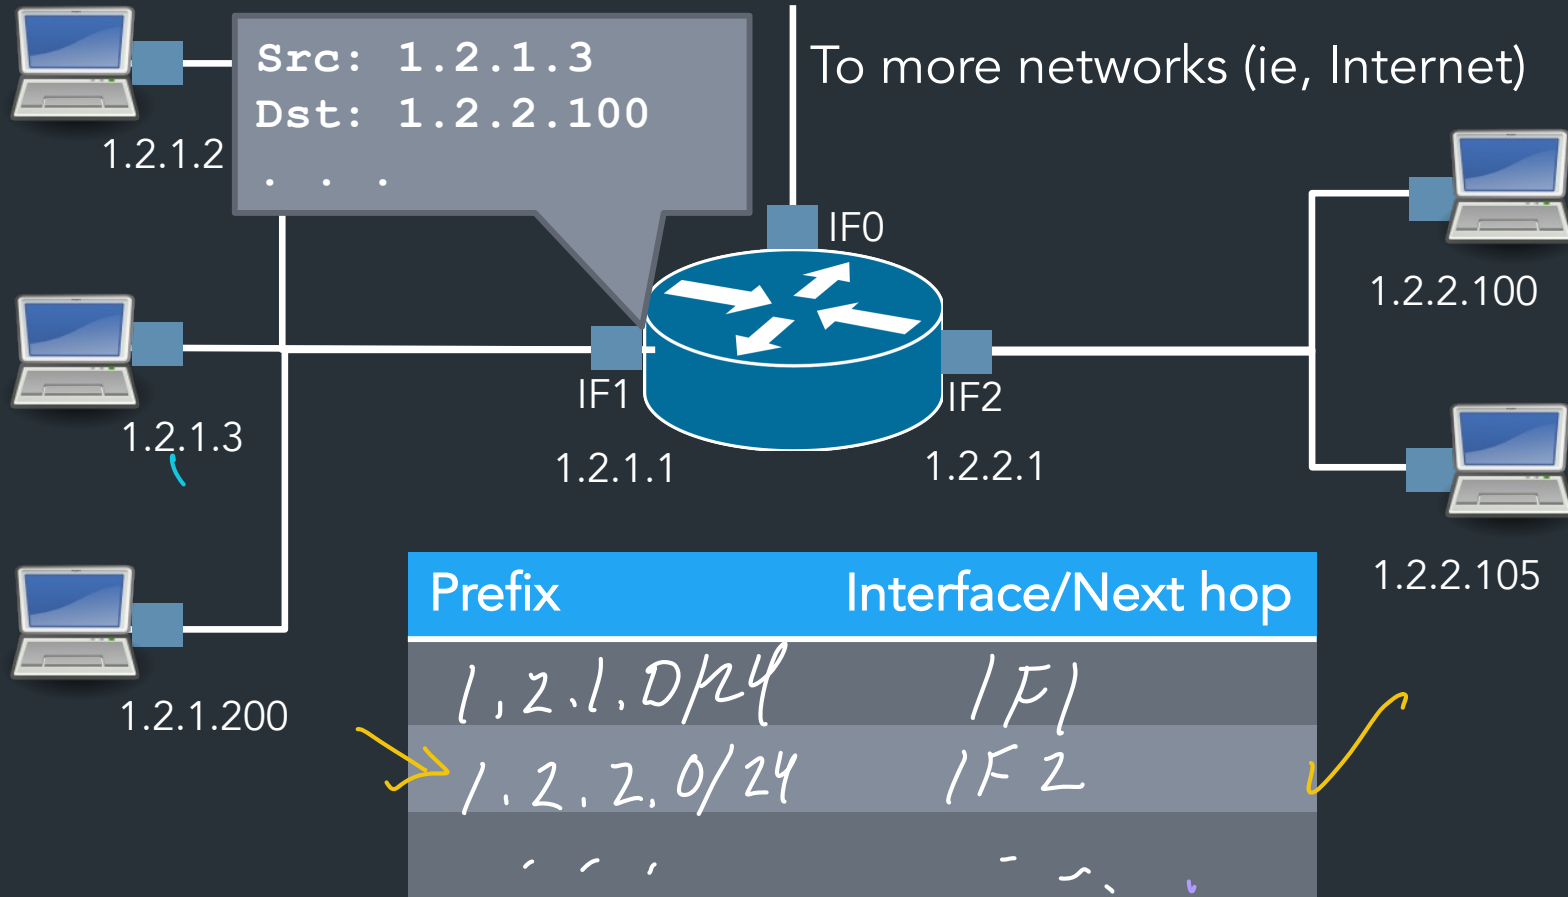 Src: 1.2.1.3
Dst: 1.2.2.100
. . .
To more networks (ie, Internet)
1.2.1.2
IF0
1.2.2.100
IF1
IF2
1.2.1.3
1.2.1.1
1.2.2.1
1.2.2.105
1.2.1.200
Prefix Interface/Next hop
1.2.1.0/24 IF1
1.2.2.0/24 IF2
. . . . . .